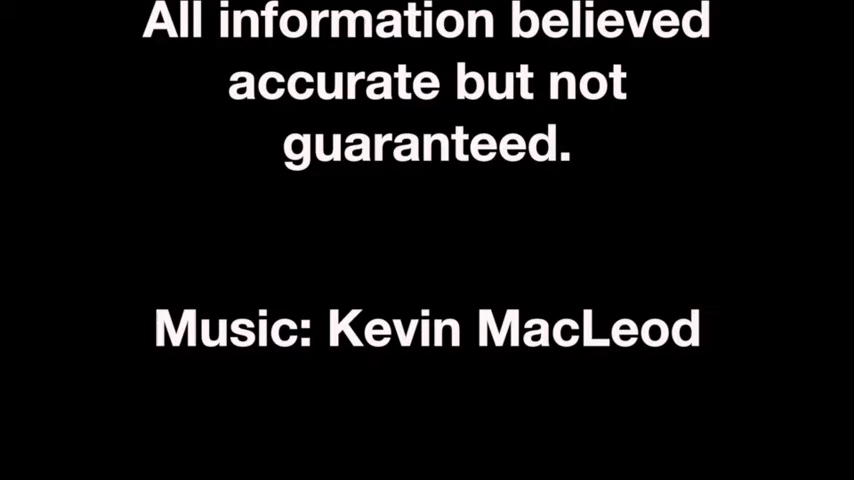 All information believed
accurate but not
guaranteed.
Music: Kevin MacLeod